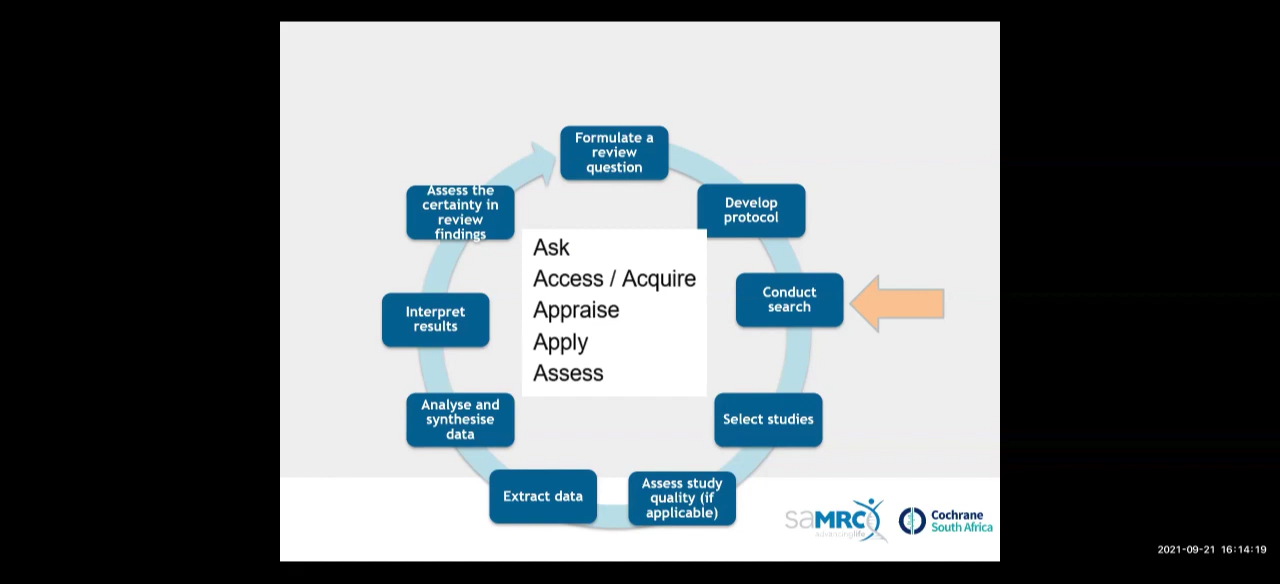 Formulate a
review
question
Develop
protocol
Conduct
search
Select studies
Assess study
quality (if
applicable)
Extract data
Analyse and
synthesise
data
Interpret
results
Assess the
certainty in
review
findings
Ask
Access / Acquire
Appraise
Apply
Assess
saMRC
advancing life
Cochrane
South Africa
2021-09-21 16:14:19